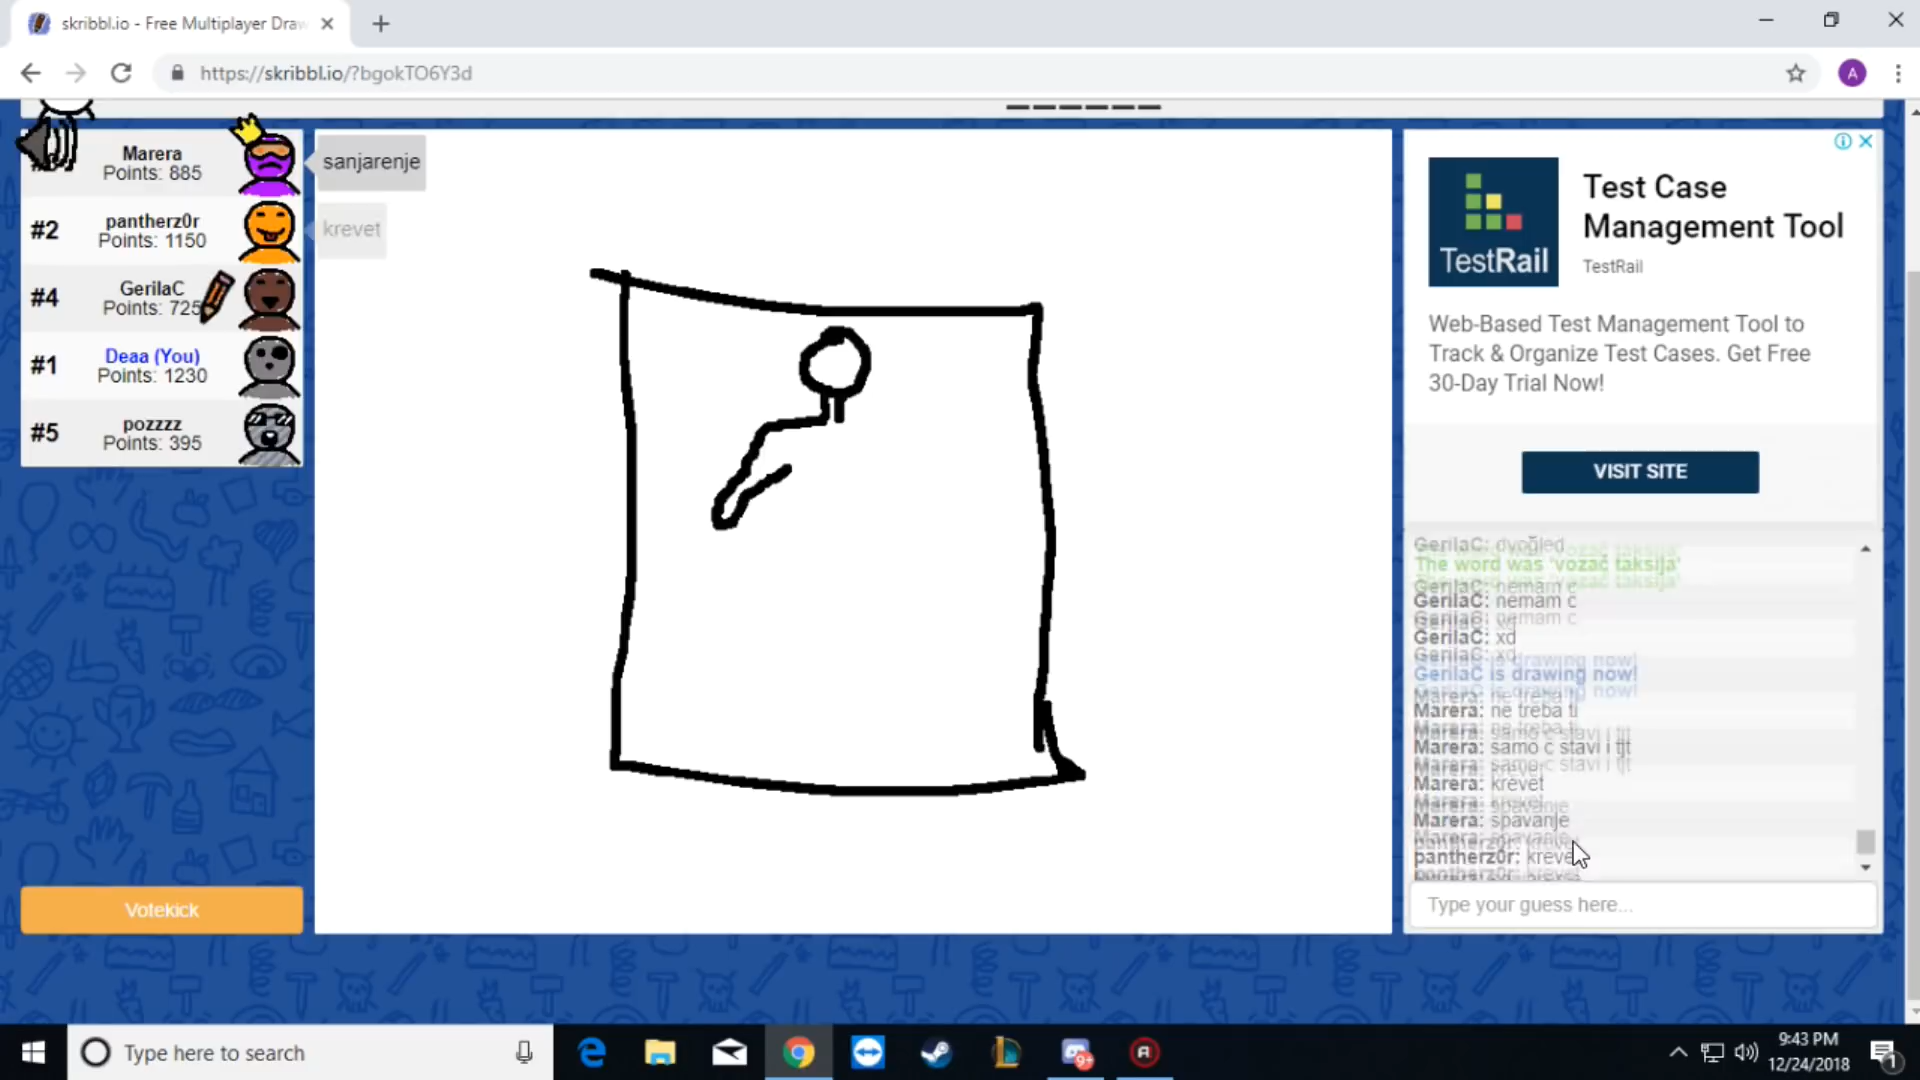 skribbl.io - Free Multiplayer Draw
https://skribbl.io/?bgokTO6Y3d
Marera
Points: 885
#2
pantherz0r
Points: 1150
#4
GerilaC
Points: 725
#1
Deaa (You)
Points: 1230
#5
pozzzz
Points: 395
Votekick
sanjarenje
krevet
TestRail
Test Case
Management Tool
TestRail
Web-Based Test Management Tool to
Track & Organize Test Cases. Get Free
30-Day Trial Now!
VISIT SITE
GerilaC: dvogled
The word was 'vozač taksija'
GerilaC: nemam c
GerilaC: xd
GerilaC is drawing now!
Marera: ne treba ti
Marera: samo c stavi i tjt
Marera: krevet
Marera: spavanje
pantherz0r: krevet
Type your guess here...
A
Type here to search
9+
9:43 PM
12/24/2018
1